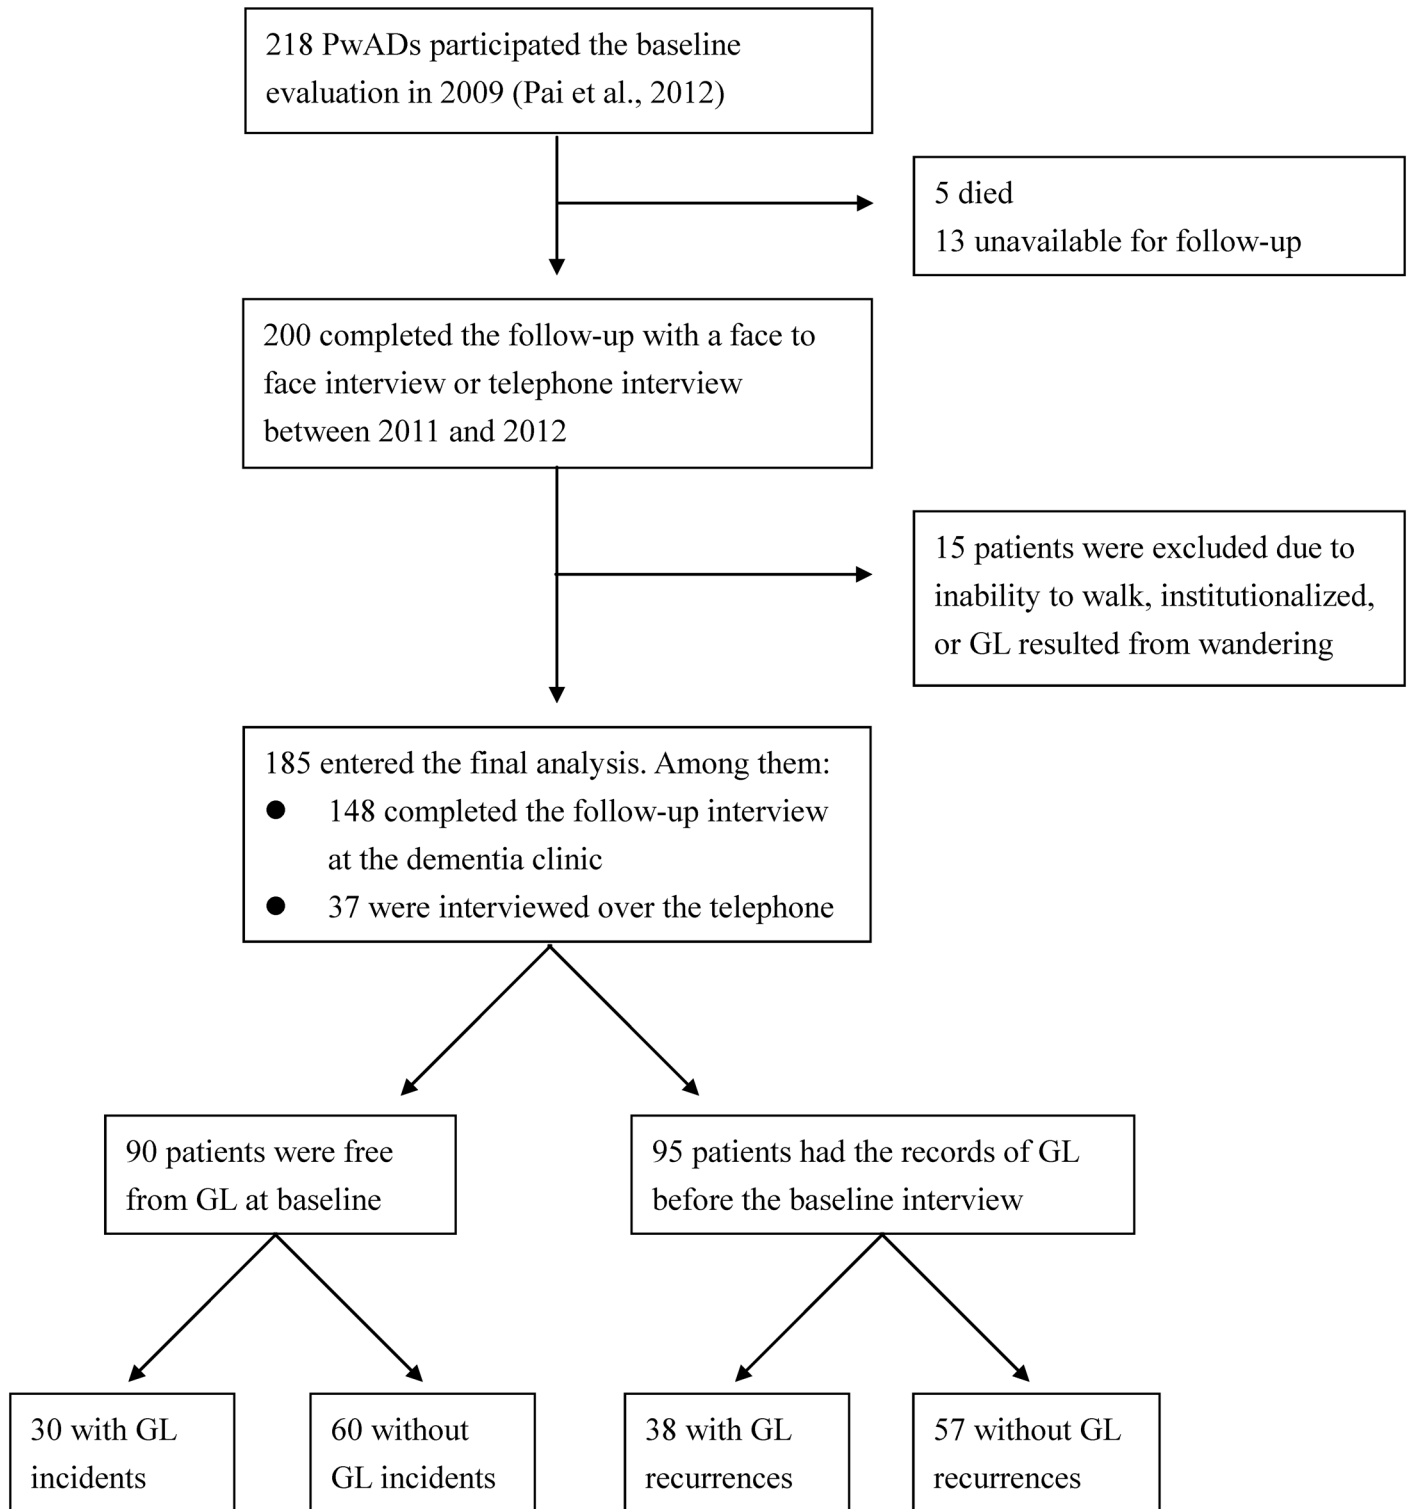 218 PwADs participated the baseline
evaluation in 2009 (Pai et al., 2012)
5 died
13 unavailable for follow-up
200 completed the follow-up with a face to
face interview or telephone interview
between 2011 and 2012
15 patients were excluded due to
inability to walk, institutionalized,
or GL resulted from wandering
185 entered the final analysis. Among them:
● 148 completed the follow-up interview
at the dementia clinic
● 37 were interviewed over the telephone
90 patients were free
from GL at baseline
95 patients had the records of GL
before the baseline interview
30 with GL
incidents
60 without
GL incidents
38 with GL
recurrences
57 without GL
recurrences